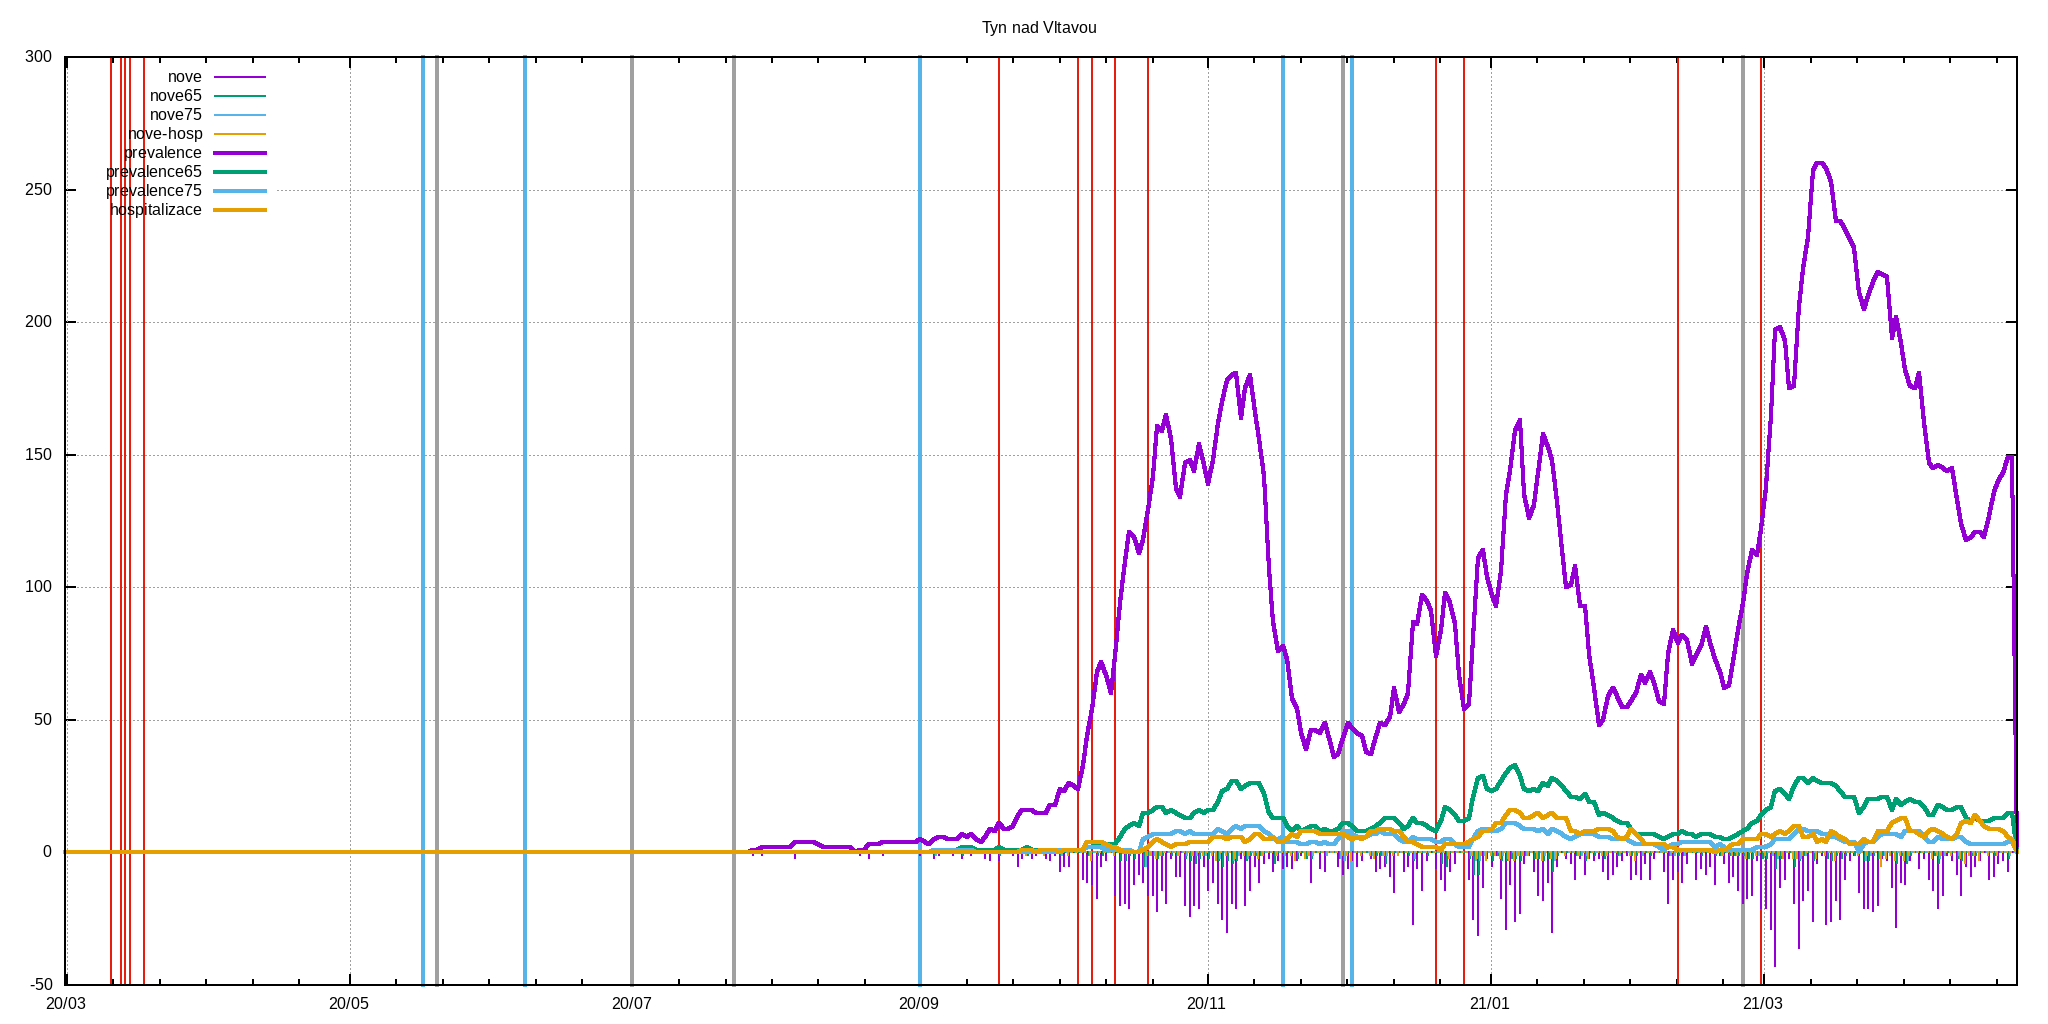 Tyn nad Vltavou
300
250
200
150
100
50
0
-50
nove
nove65
nove75
nove-hosp
prevalence
prevalence65
prevalence75
hospitalizace
20/03 20/05 20/07 20/09 20/11 21/01 21/03